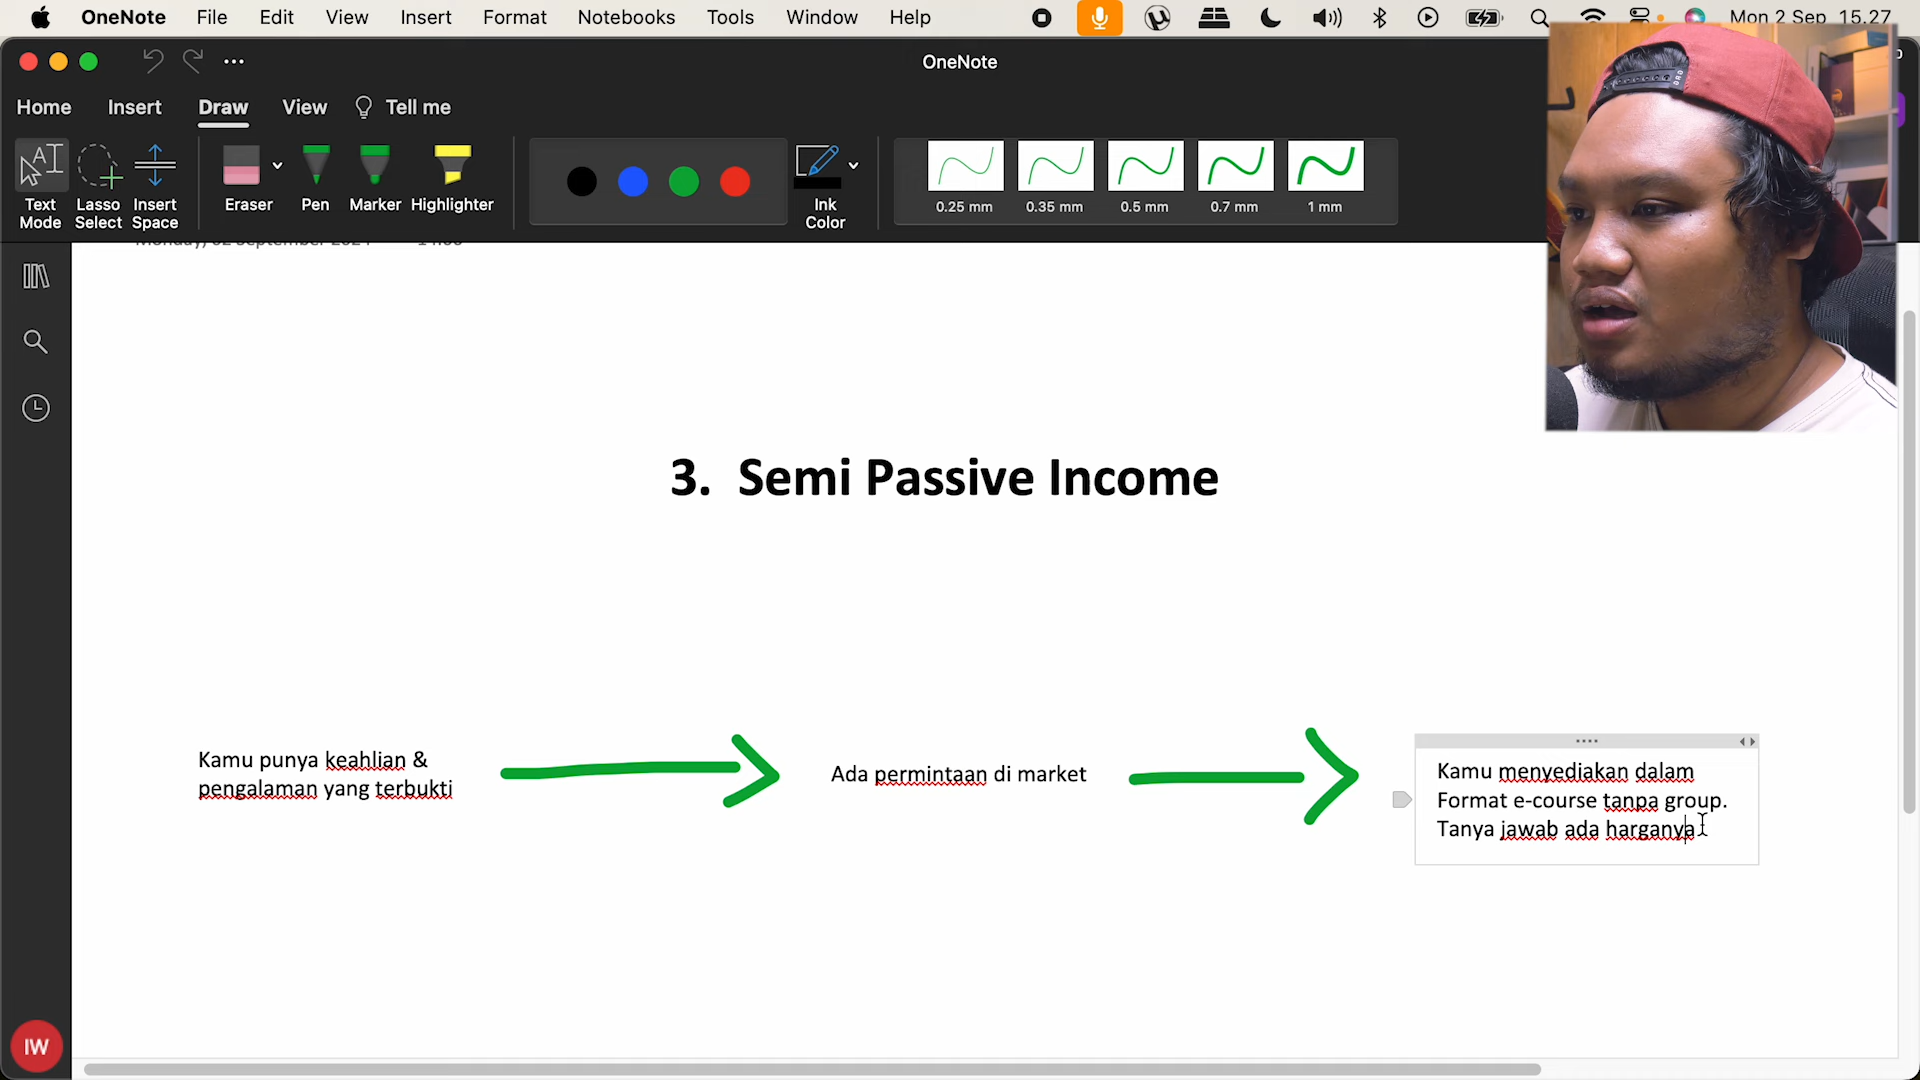 OneNote File Edit View Insert Format Notebooks Tools Window Help Mon 2 Sep 15.27
OneNote
Home Insert Draw View Tell me
Text Mode
Lasso Select
Insert Space
Eraser
Pen
Marker
Highlighter
Ink Color
0.25 mm
0.35 mm
0.5 mm
0.7 mm
1 mm
3. Semi Passive Income
Kamu punya keahlian &
pengalaman yang terbukti
Ada permintaan di market
Kamu menyediakan dalam
Format e-course tanpa group.
Tanya jawab ada harganya
IW